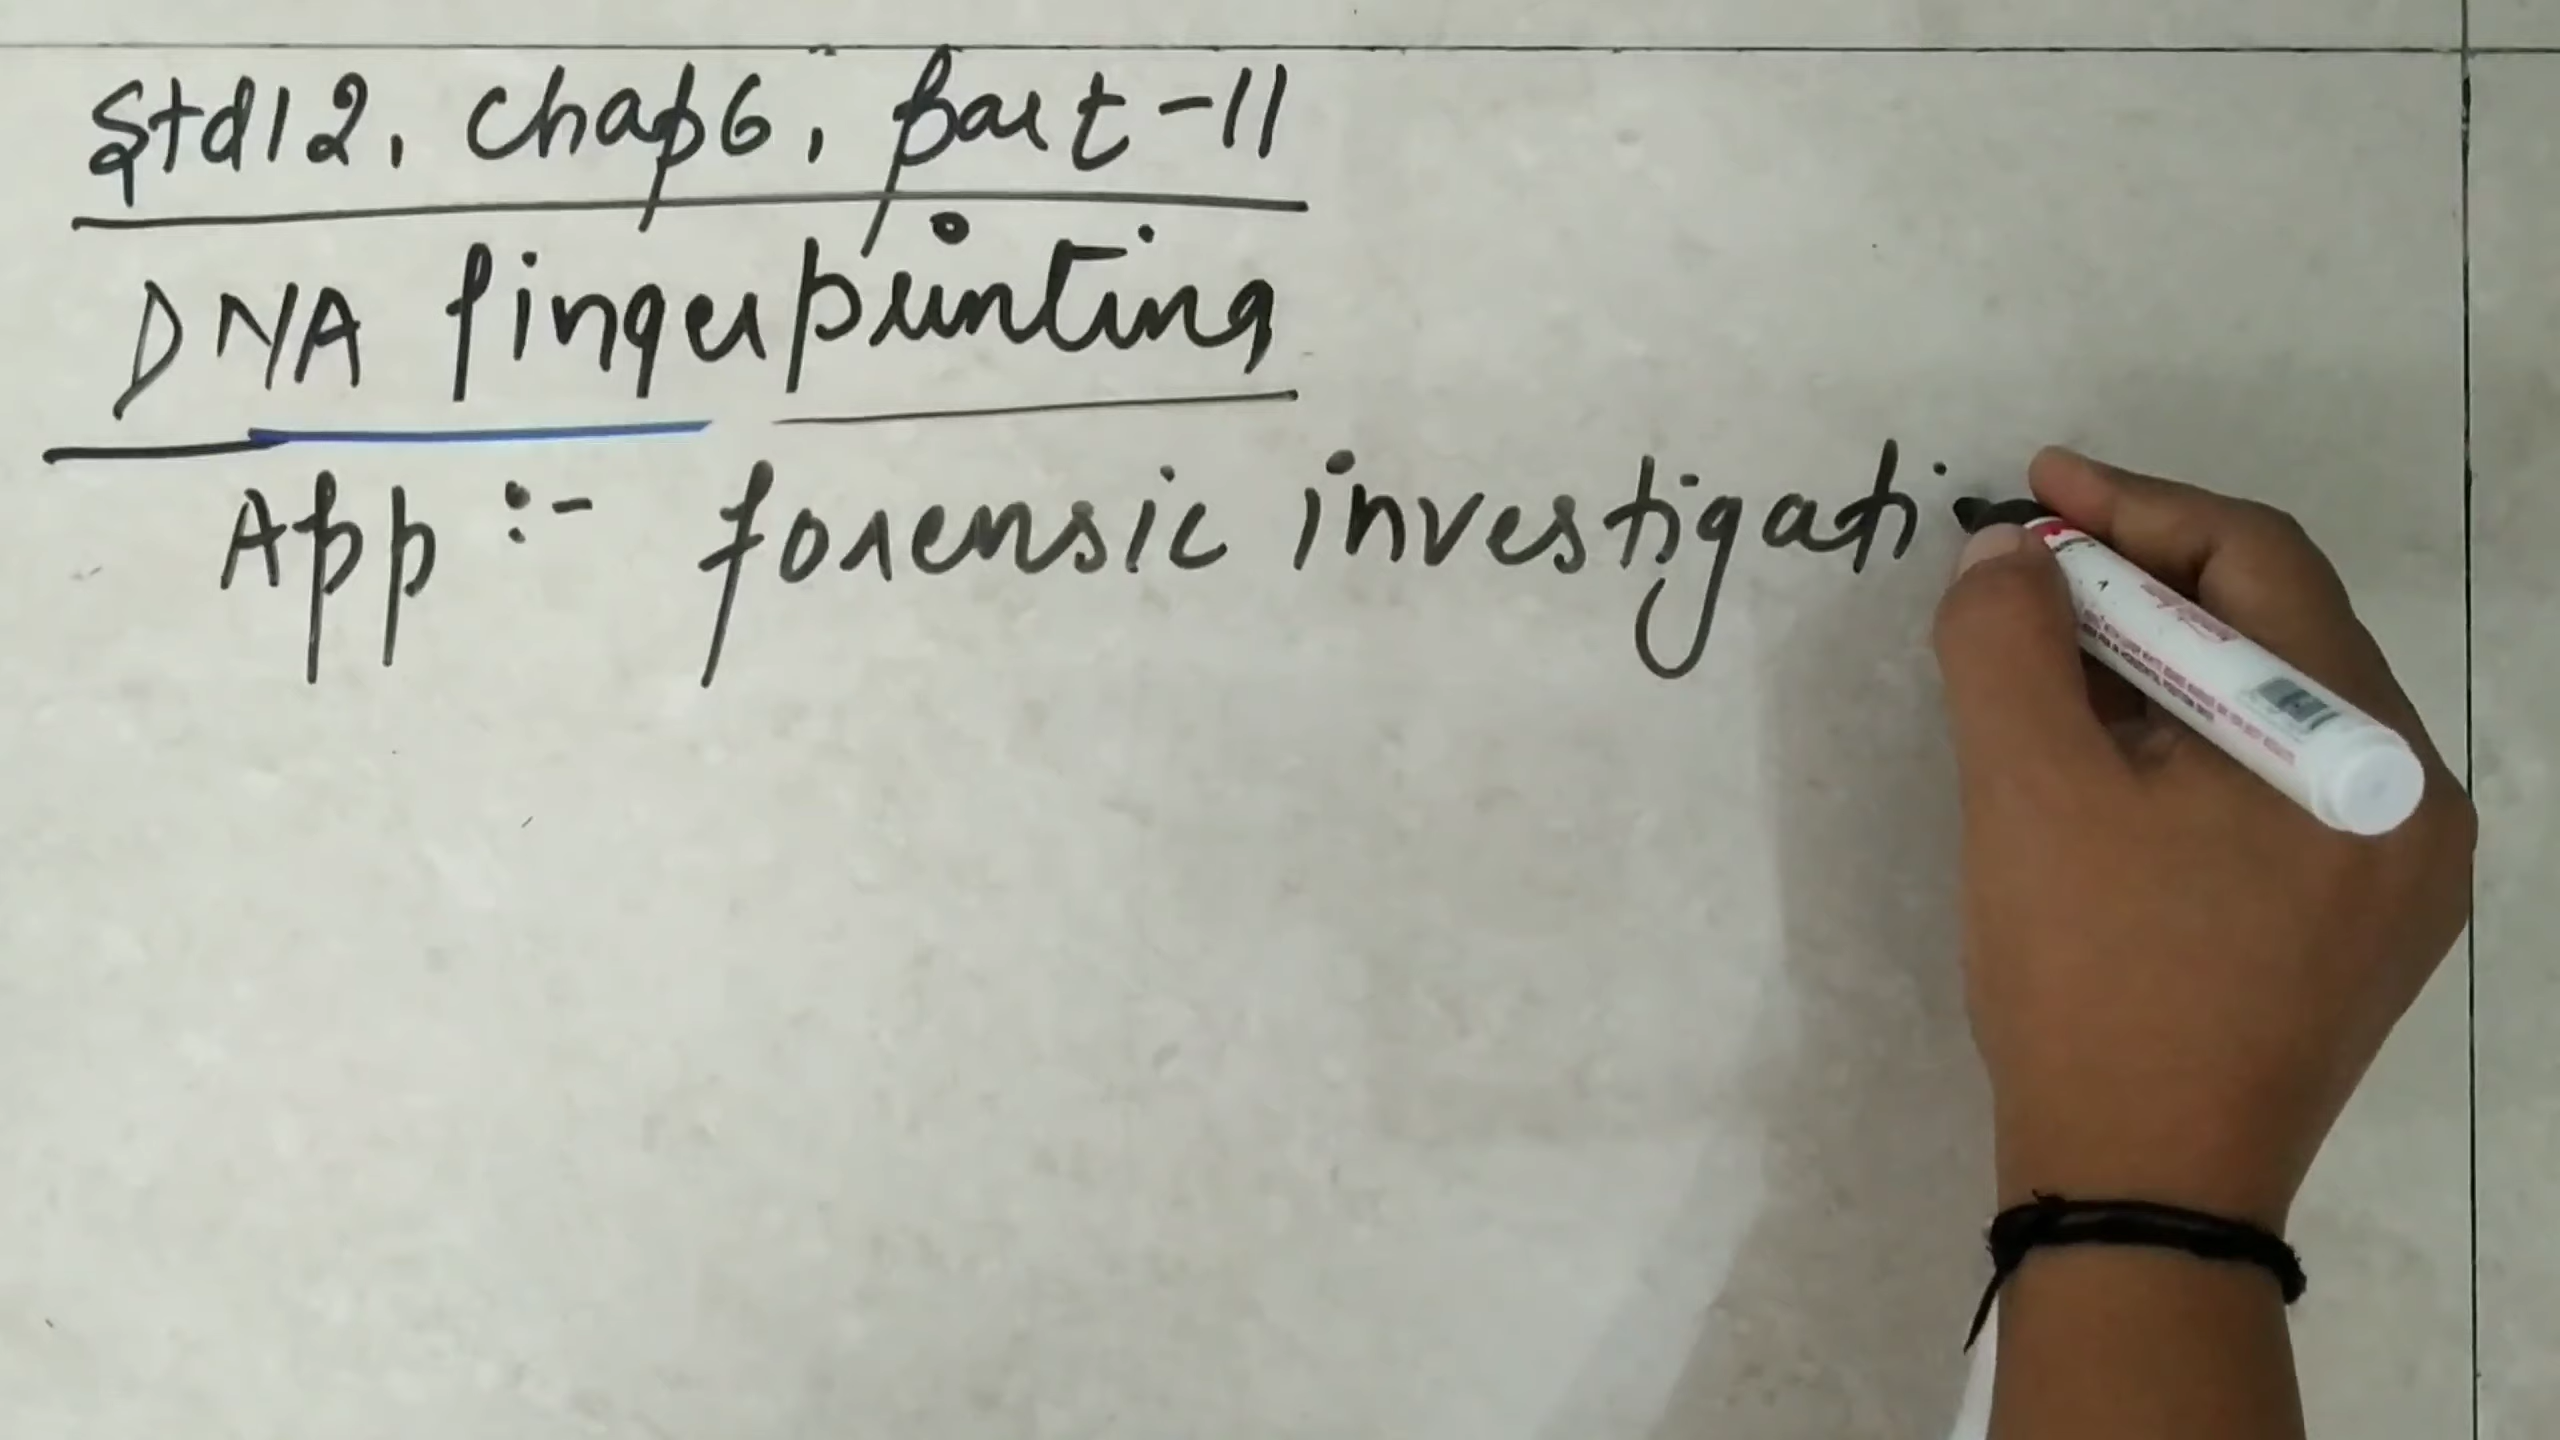 Std12, Chap6, part-11
DNA fingerprinting
App :- forensic investigati